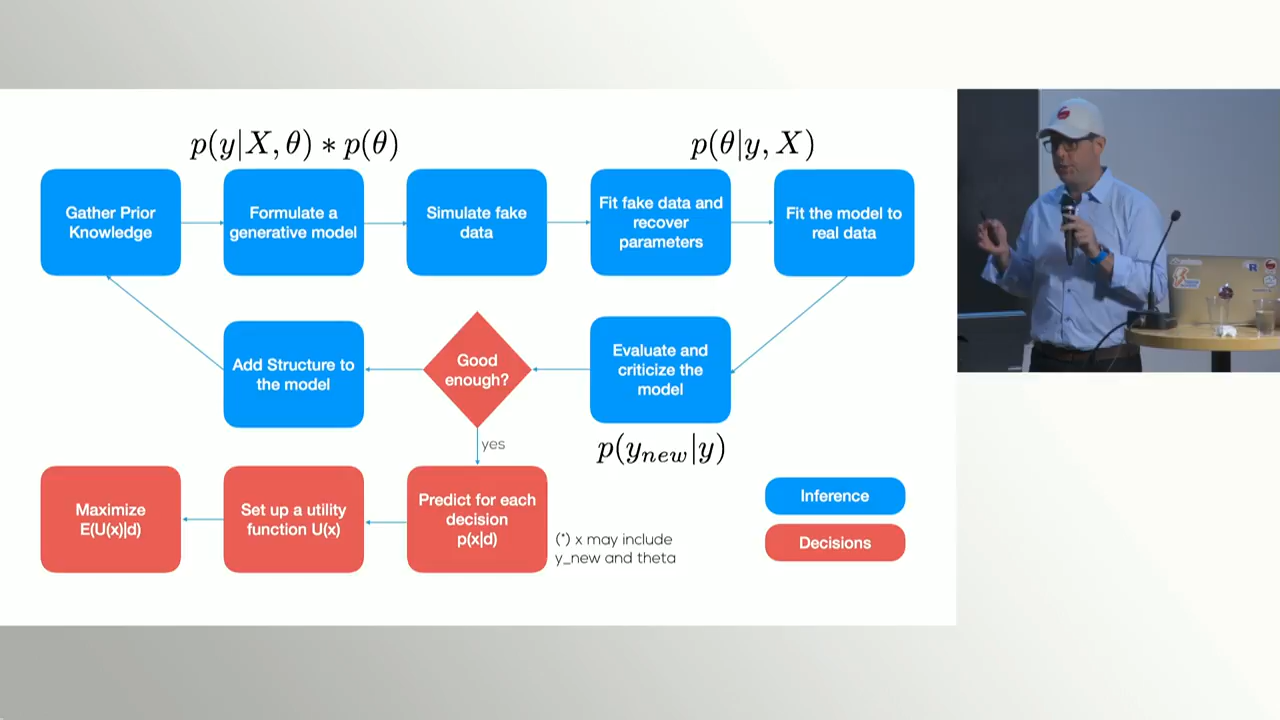 p(y|X, θ) * p(θ)
p(θ|y, X)
Gather Prior
Knowledge
Formulate a
generative model
Simulate fake
data
Fit fake data and
recover
parameters
Fit the model to
real data
Add Structure to
the model
Good
enough?
Evaluate and
criticize the
model
yes
p(y_new|y)
Maximize
E(U(x)|d)
Set up a utility
function U(x)
Predict for each
decision
p(x|d)
(*) x may include
y_new and theta
Inference
Decisions